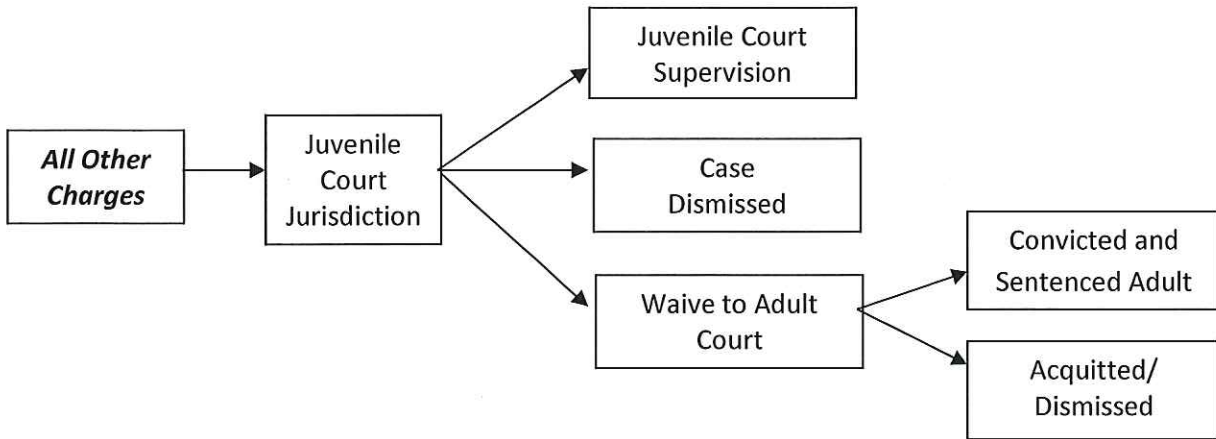 Juvenile Court
Supervision
All Other
Charges
Juvenile
Court
Jurisdiction
Case
Dismissed
Waive to Adult
Court
Convicted and
Sentenced Adult
Acquitted/
Dismissed